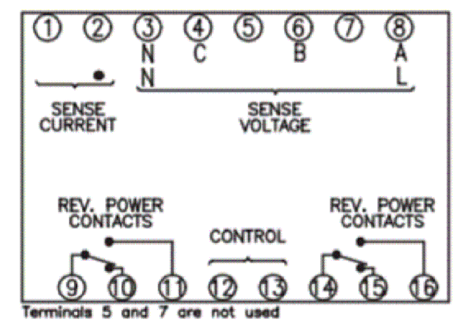 1 2 3 4 5 6 7 8
N C B A
N L
SENSE CURRENT
SENSE VOLTAGE
REV. POWER CONTACTS
CONTROL
REV. POWER CONTACTS
9 10 11 12 13 14 15 16
Terminals 5 and 7 are not used